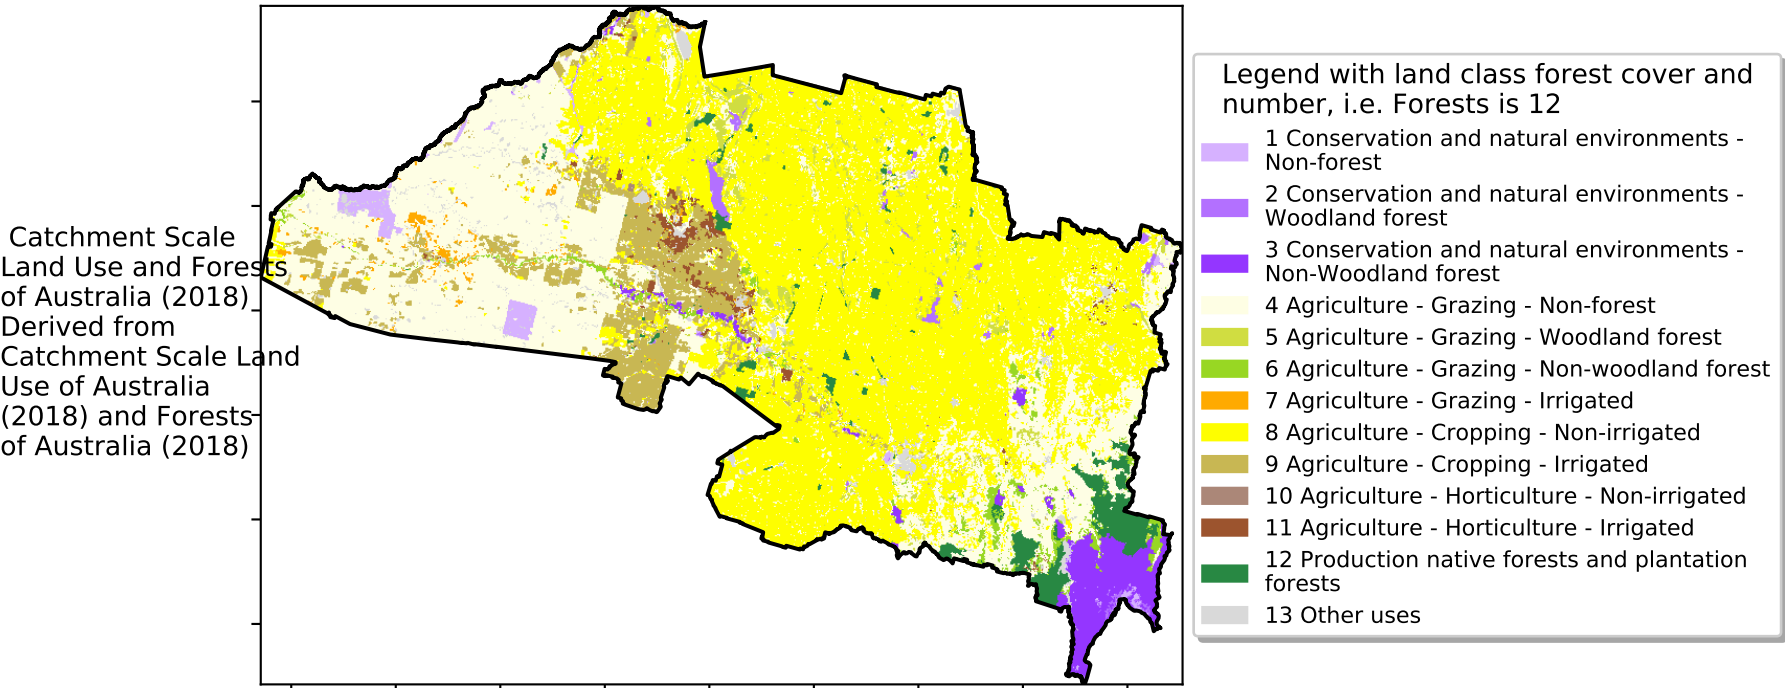 Catchment Scale
Land Use and Forests
of Australia (2018)
Derived from
Catchment Scale Land
Use of Australia
(2018) and Forests
of Australia (2018)
Legend with land class forest cover and
number, i.e. Forests is 12
1 Conservation and natural environments -
Non-forest
2 Conservation and natural environments -
Woodland forest
3 Conservation and natural environments -
Non-Woodland forest
4 Agriculture - Grazing - Non-forest
5 Agriculture - Grazing - Woodland forest
6 Agriculture - Grazing - Non-woodland forest
7 Agriculture - Grazing - Irrigated
8 Agriculture - Cropping - Non-irrigated
9 Agriculture - Cropping - Irrigated
10 Agriculture - Horticulture - Non-irrigated
11 Agriculture - Horticulture - Irrigated
12 Production native forests and plantation
forests
13 Other uses